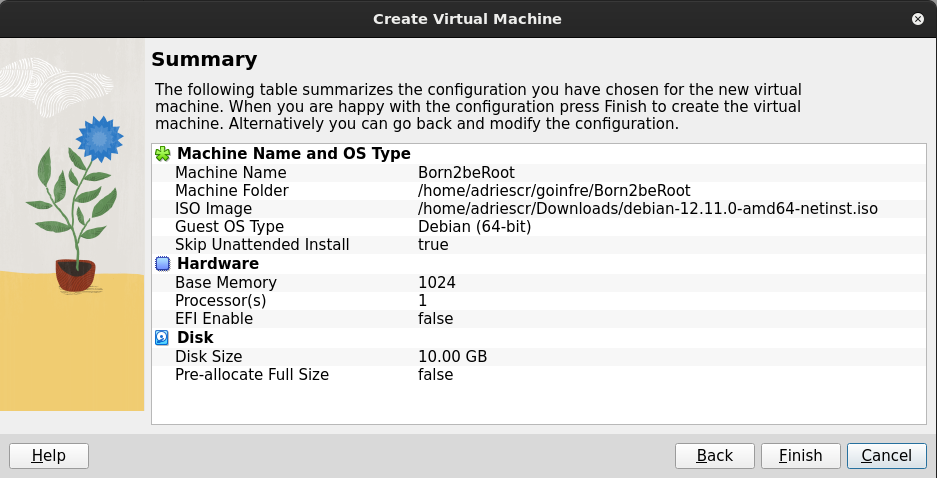 Create Virtual Machine
Summary
The following table summarizes the configuration you have chosen for the new virtual
machine. When you are happy with the configuration press Finish to create the virtual
machine. Alternatively you can go back and modify the configuration.
Machine Name and OS Type
Machine Name Born2beRoot
Machine Folder /home/adriescr/goinfre/Born2beRoot
ISO Image /home/adriescr/Downloads/debian-12.11.0-amd64-netinst.iso
Guest OS Type Debian (64-bit)
Skip Unattended Install true
Hardware
Base Memory 1024
Processor(s) 1
EFI Enable false
Disk
Disk Size 10.00 GB
Pre-allocate Full Size false
Help Back Finish Cancel